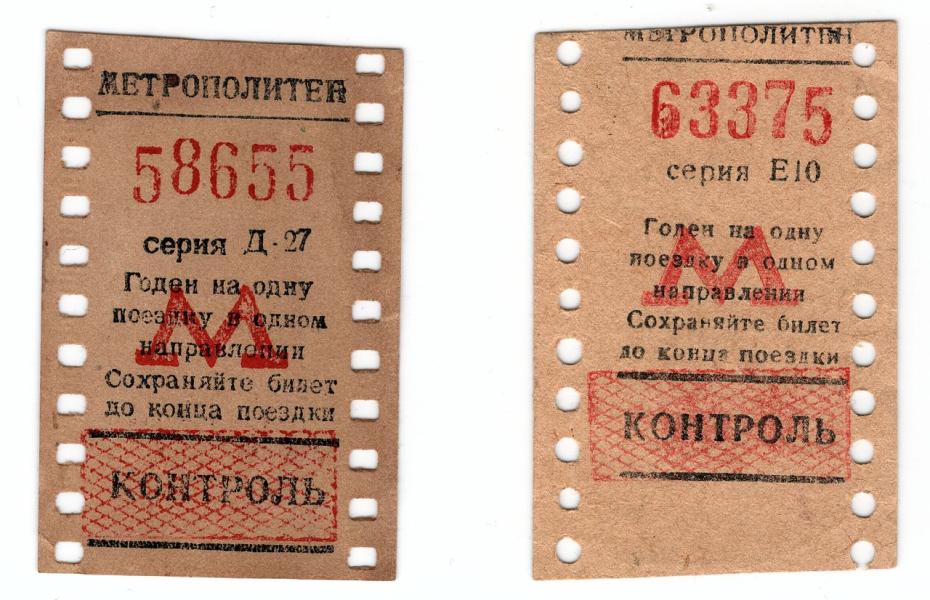 МЕТРОПОЛИТЕН
58655
серия Д-27
Годен на одну
поездку в одном
направлении
Сохраняйте билет
до конца поездки
М
КОНТРОЛЬ
МЕТРОПОЛИТЕН
63375
серия Е10
Годен на одну
поездку в одном
направления
Сохраняйте билет
до конца поездки
М
КОНТРОЛЬ